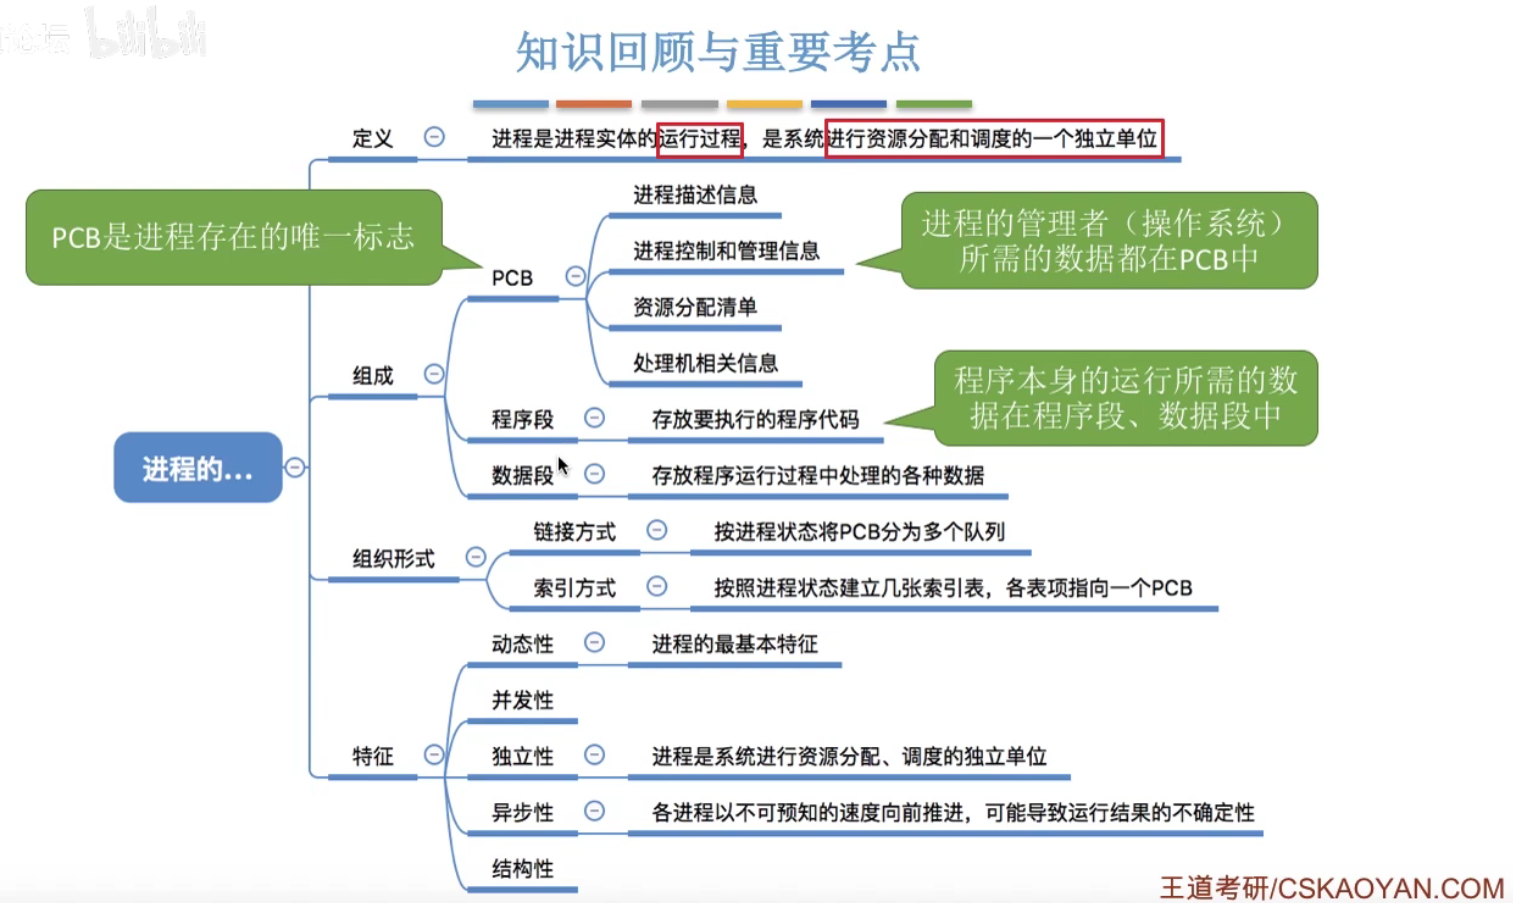 论坛 bilibili
知识回顾与重要考点
定义
进程是进程实体的运行过程，是系统进行资源分配和调度的一个独立单位
PCB是进程存在的唯一标志
PCB
进程描述信息
进程控制和管理信息
资源分配清单
处理机相关信息
进程的管理者（操作系统）
所需的数据都在PCB中
组成
程序段
存放要执行的程序代码
程序本身的运行所需的数
据在程序段、数据段中
数据段
存放程序运行过程中处理的各种数据
进程的...
组织形式
链接方式
按进程状态将PCB分为多个队列
索引方式
按照进程状态建立几张索引表，各表项指向一个PCB
特征
动态性
进程的最基本特征
并发性
独立性
进程是系统进行资源分配、调度的独立单位
异步性
各进程以不可预知的速度向前推进，可能导致运行结果的不确定性
结构性
王道考研/CSKAOYAN.COM